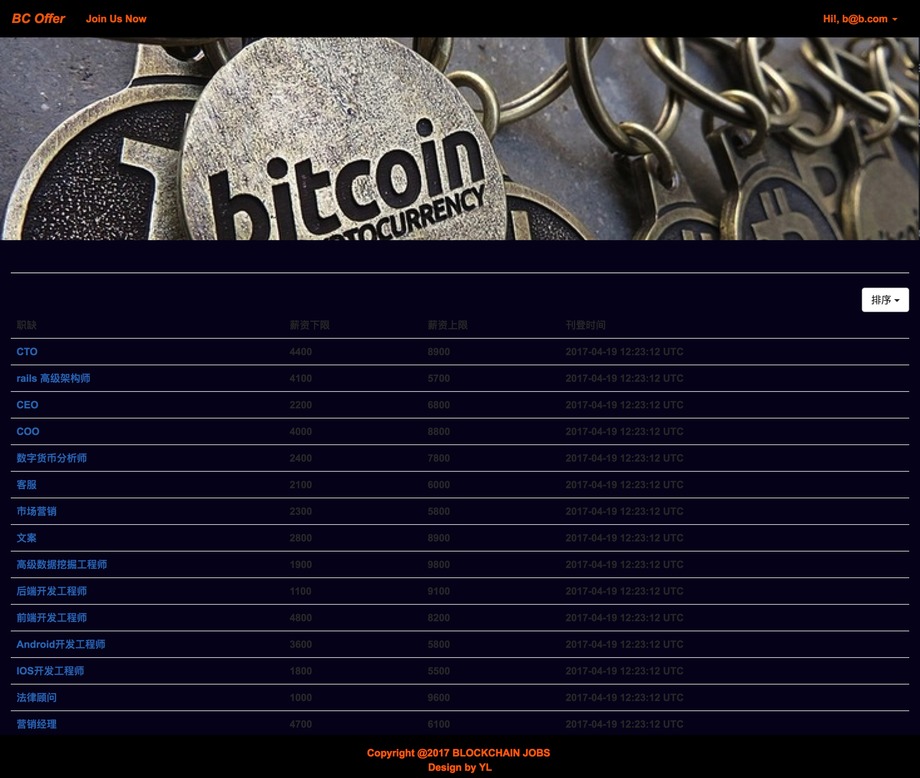 BC Offer Join Us Now Hi!, b@b.com
bitcoin
CRYPTOCURRENCY
排序
职缺 薪资下限 薪资上限 刊登时间
CTO 4400 8900 2017-04-19 12:23:12 UTC
rails 高级架构师 4100 5700 2017-04-19 12:23:12 UTC
CEO 2200 6800 2017-04-19 12:23:12 UTC
COO 4000 8800 2017-04-19 12:23:12 UTC
数字货币分析师 2400 7800 2017-04-19 12:23:12 UTC
客服 2100 6000 2017-04-19 12:23:12 UTC
市场营销 2300 5800 2017-04-19 12:23:12 UTC
文案 2800 8900 2017-04-19 12:23:12 UTC
高级数据挖掘工程师 1900 9800 2017-04-19 12:23:12 UTC
后端开发工程师 1100 9100 2017-04-19 12:23:12 UTC
前端开发工程师 4800 8200 2017-04-19 12:23:12 UTC
Android开发工程师 3600 5800 2017-04-19 12:23:12 UTC
IOS开发工程师 1800 5500 2017-04-19 12:23:12 UTC
法律顾问 1000 9600 2017-04-19 12:23:12 UTC
营销经理 4700 6100 2017-04-19 12:23:12 UTC
Copyright @2017 BLOCKCHAIN JOBS
Design by YL